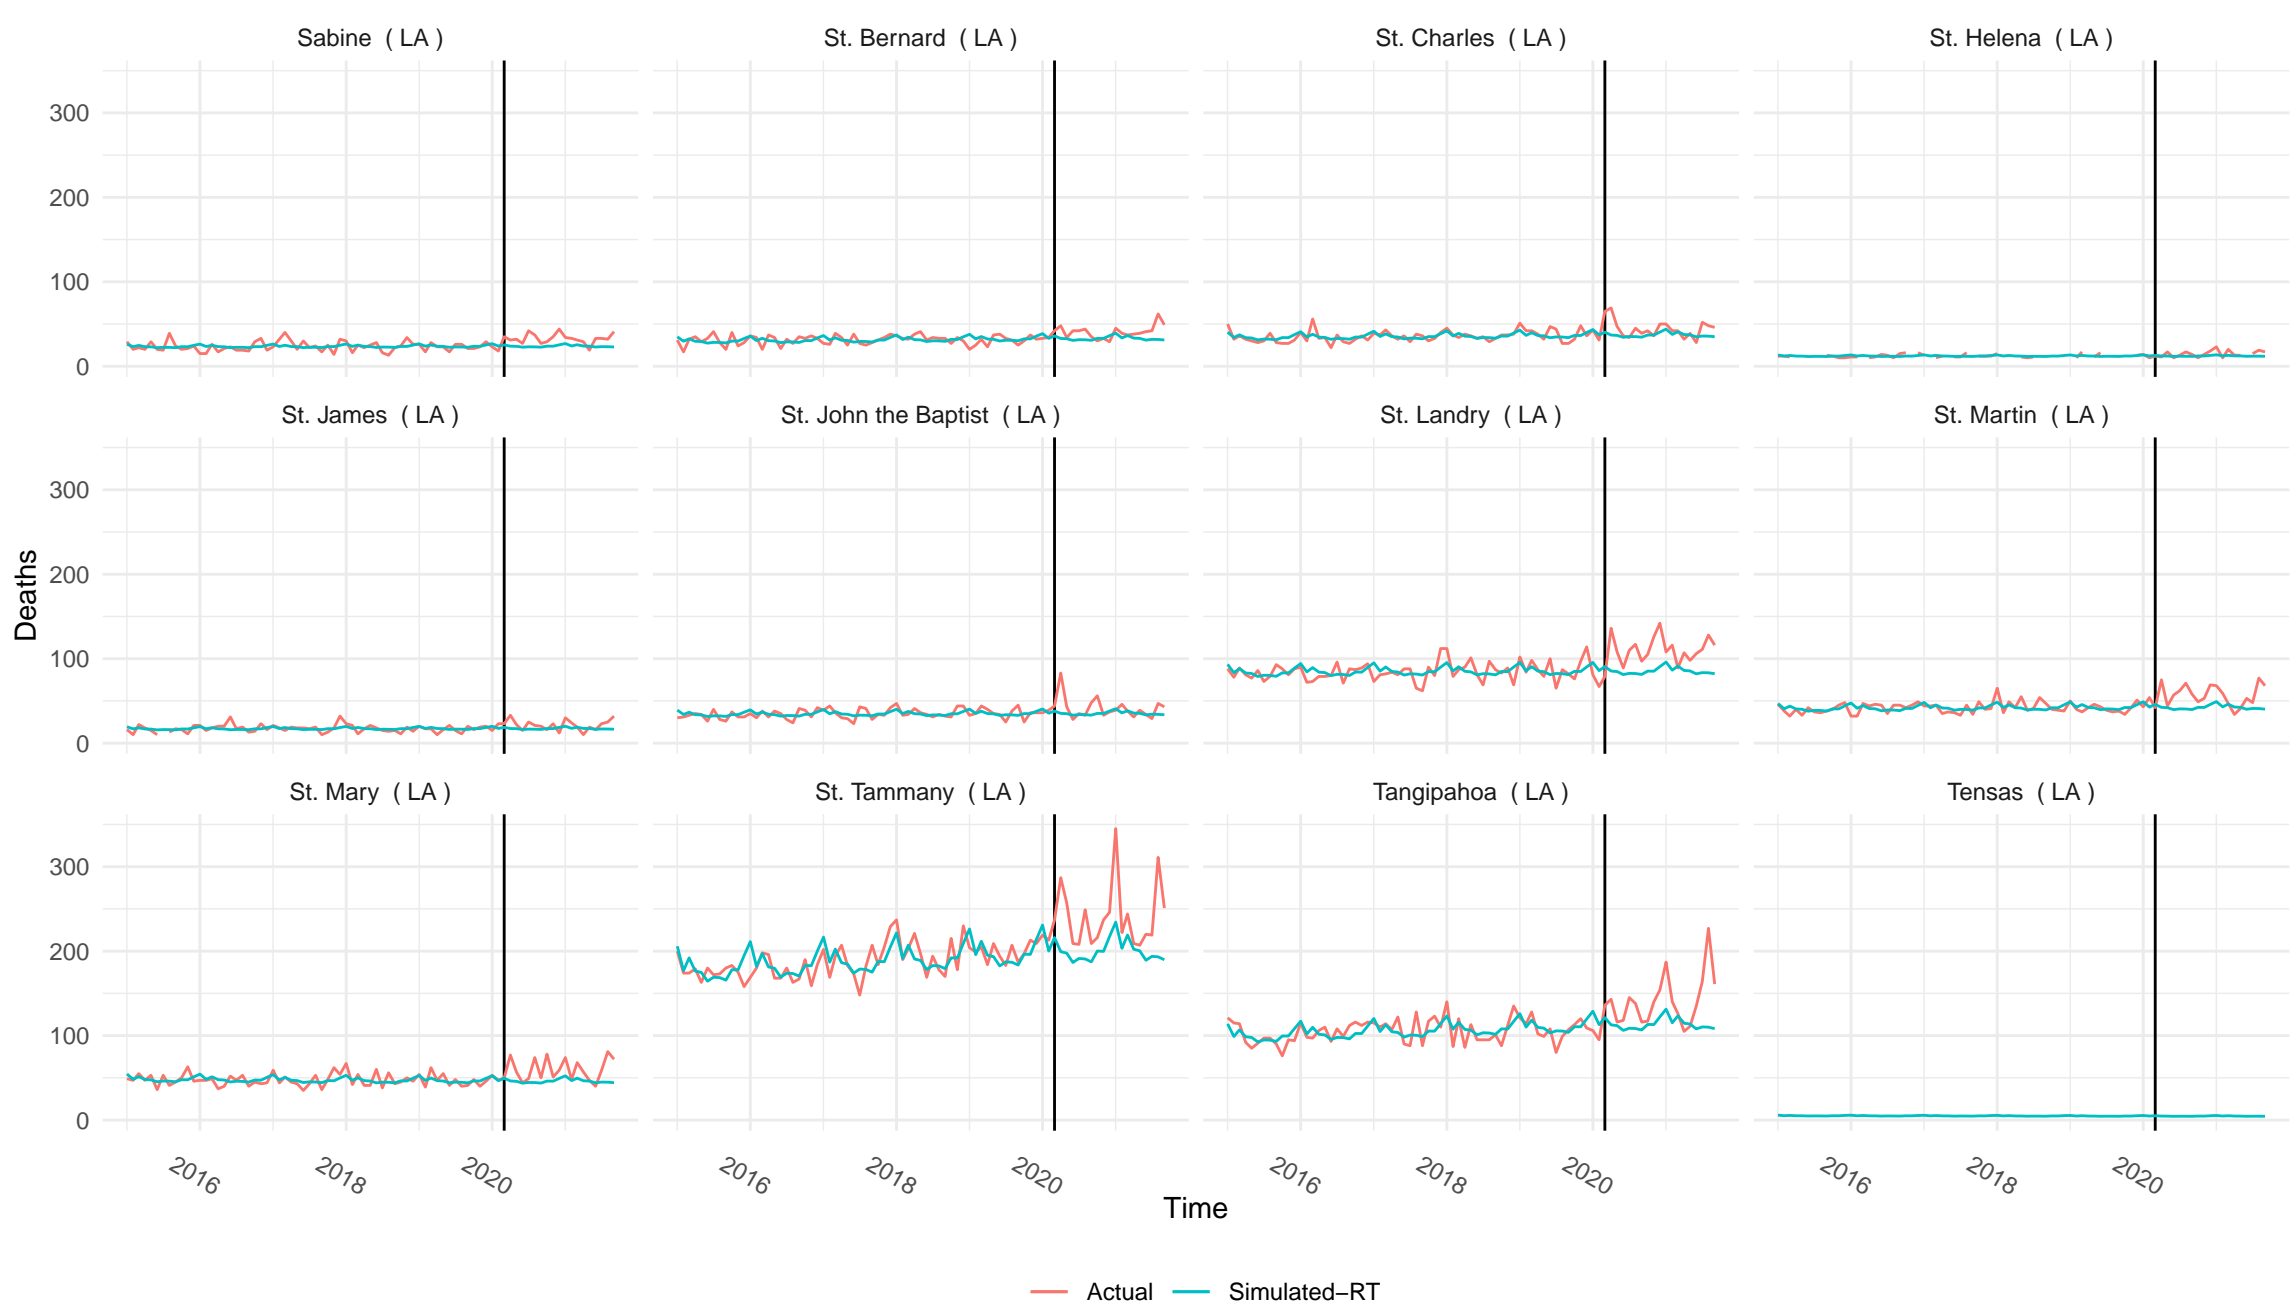 Sabine ( LA )
St. Bernard ( LA )
St. Charles ( LA )
St. Helena ( LA )
300
200
100
0
St. James ( LA )
St. John the Baptist ( LA )
St. Landry ( LA )
St. Martin ( LA )
300
200
100
0
Deaths
St. Mary ( LA )
St. Tammany ( LA )
Tangipahoa ( LA )
Tensas ( LA )
300
200
100
0
2016 2018 2020
2016 2018 2020
2016 2018 2020
2016 2018 2020
Time
Actual
Simulated−RT